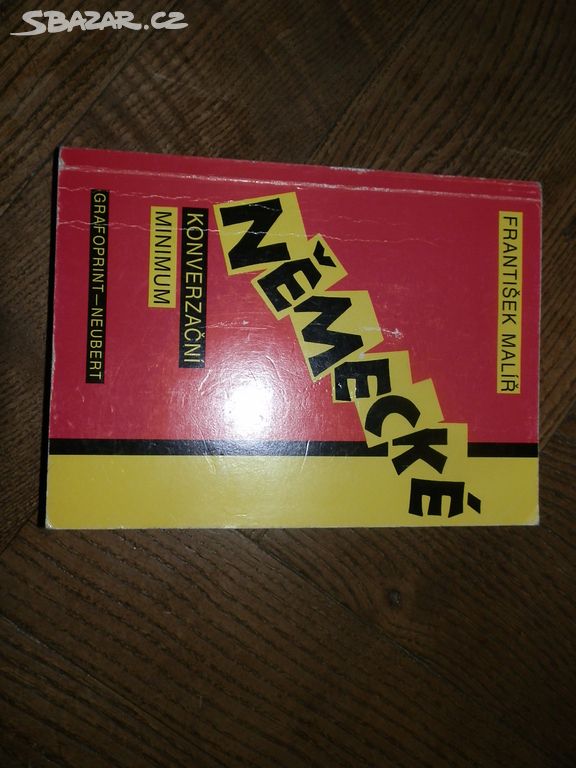 SBAZAR.CZ
FRANTIŠEK MALÍŘ
NĚMECKÉ
KONVERZAČNÍ
MINIMUM
GRAFOPRINT–NEUBERT